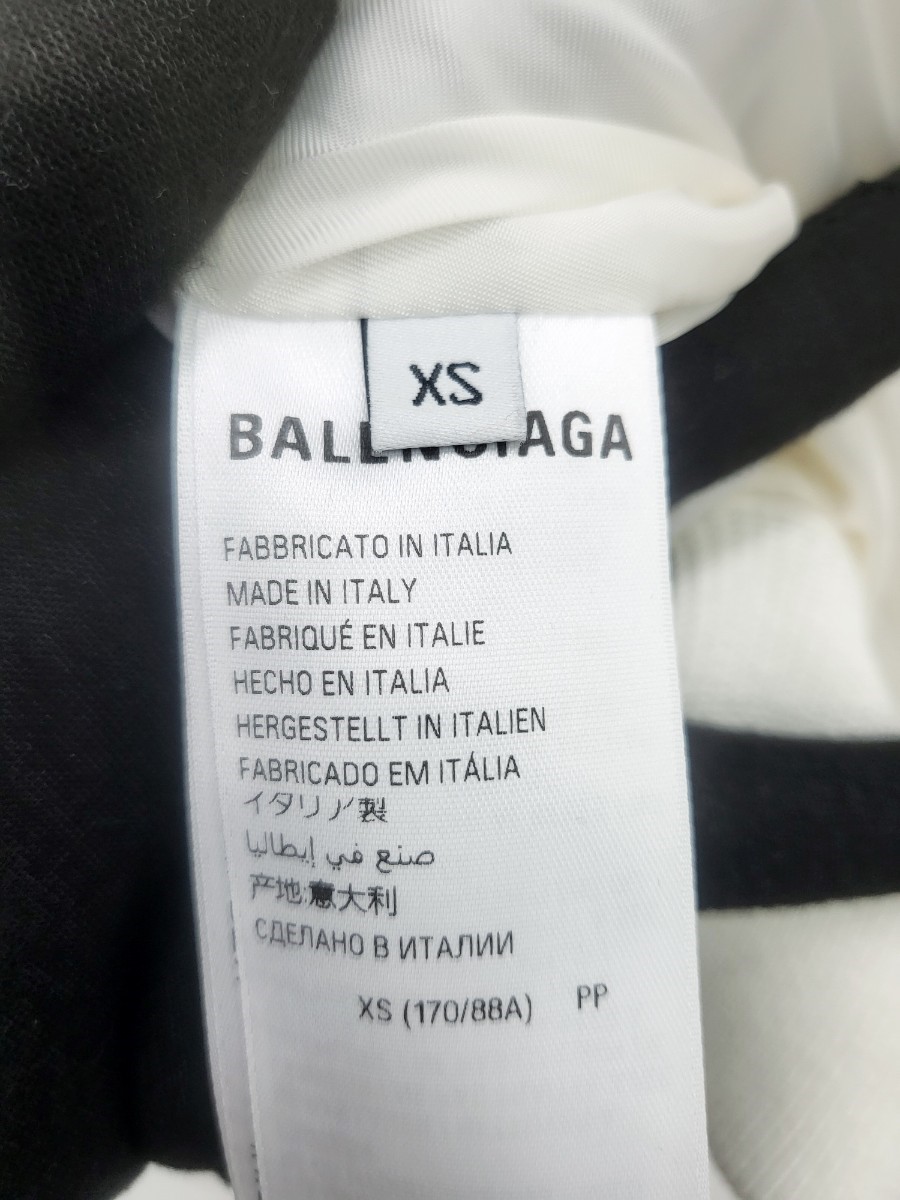 XS
BALENCIAGA
FABBRICATO IN ITALIA
MADE IN ITALY
FABRIQUÉ EN ITALIE
HECHO EN ITALIA
HERGESTELLT IN ITALIEN
FABRICADO EM ITÁLIA
イタリア製
صنع في إيطاليا
产地:意大利
СДЕЛАНО В ИТАЛИИ
XS (170/88A) PP